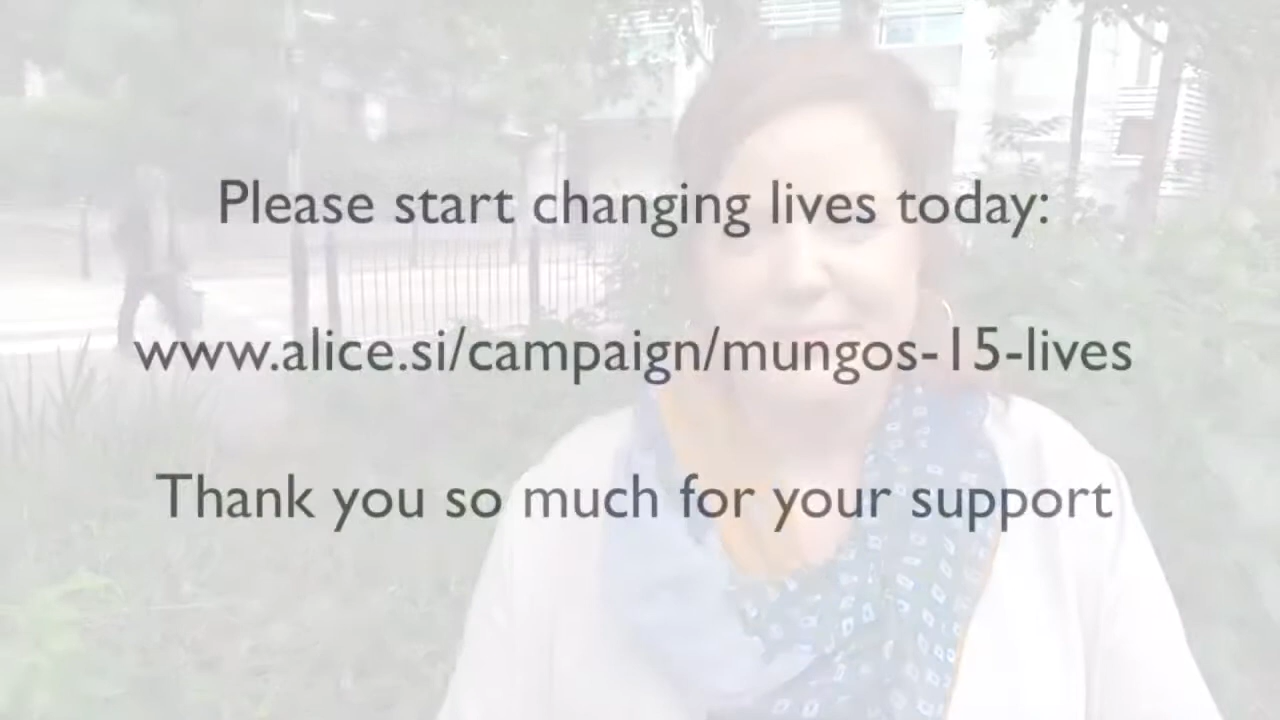 Please start changing lives today:
www.alice.si/campaign/mungos-15-lives
Thank you so much for your support